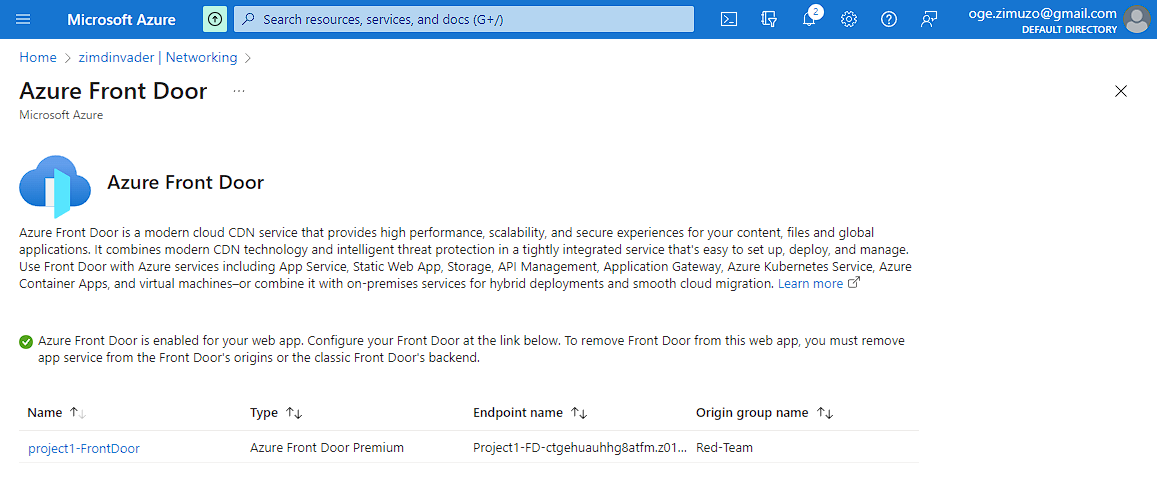 Microsoft Azure
Search resources, services, and docs (G+/)
2
oge.zimuzo@gmail.com
DEFAULT DIRECTORY
Home > zimdinvader | Networking >
Azure Front Door ...
Microsoft Azure
Azure Front Door
Azure Front Door is a modern cloud CDN service that provides high performance, scalability, and secure experiences for your content, files and global
applications. It combines modern CDN technology and intelligent threat protection in a tightly integrated service that's easy to set up, deploy, and manage.
Use Front Door with Azure services including App Service, Static Web App, Storage, API Management, Application Gateway, Azure Kubernetes Service, Azure
Container Apps, and virtual machines–or combine it with on-premises services for hybrid deployments and smooth cloud migration. Learn more
Azure Front Door is enabled for your web app. Configure your Front Door at the link below. To remove Front Door from this web app, you must remove
app service from the Front Door's origins or the classic Front Door's backend.
Name Type Endpoint name Origin group name
project1-FrontDoor Azure Front Door Premium Project1-FD-ctgehuauhhg8atfm.z01... Red-Team